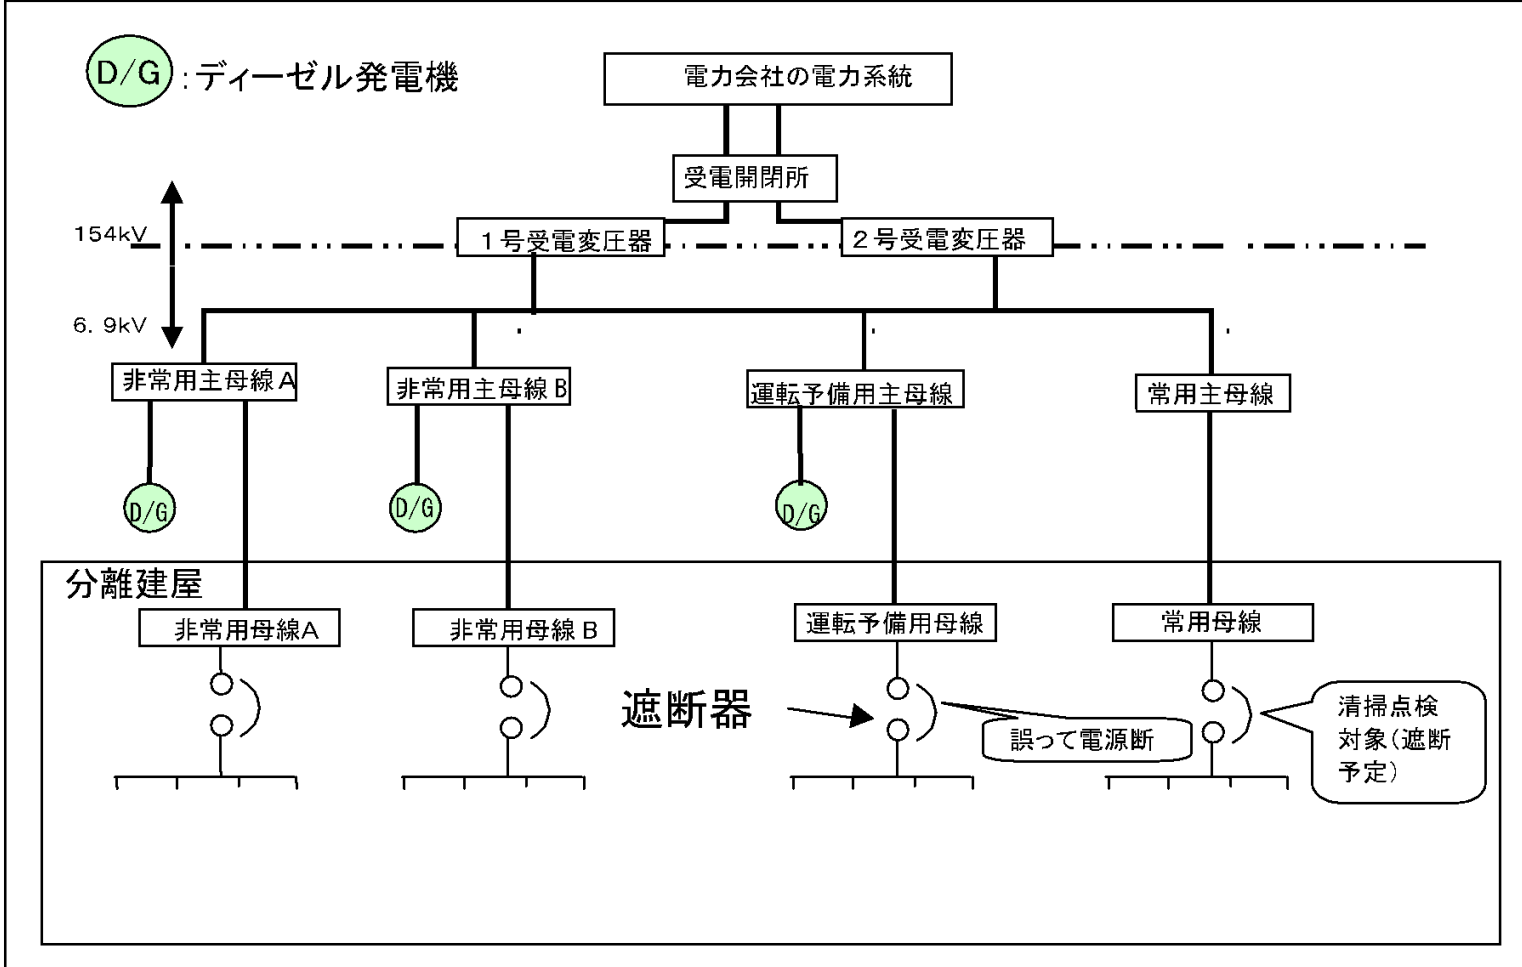 D/G :ディーゼル発電機
電力会社の電力系統
受電開閉所
154kV
1号受電変圧器
2号受電変圧器
6.9kV
非常用主母線A
非常用主母線B
運転予備用主母線
常用主母線
D/G
D/G
D/G
分離建屋
非常用母線A
非常用母線B
運転予備用母線
常用母線
遮断器
誤って電源断
清掃点検
対象(遮断
予定)